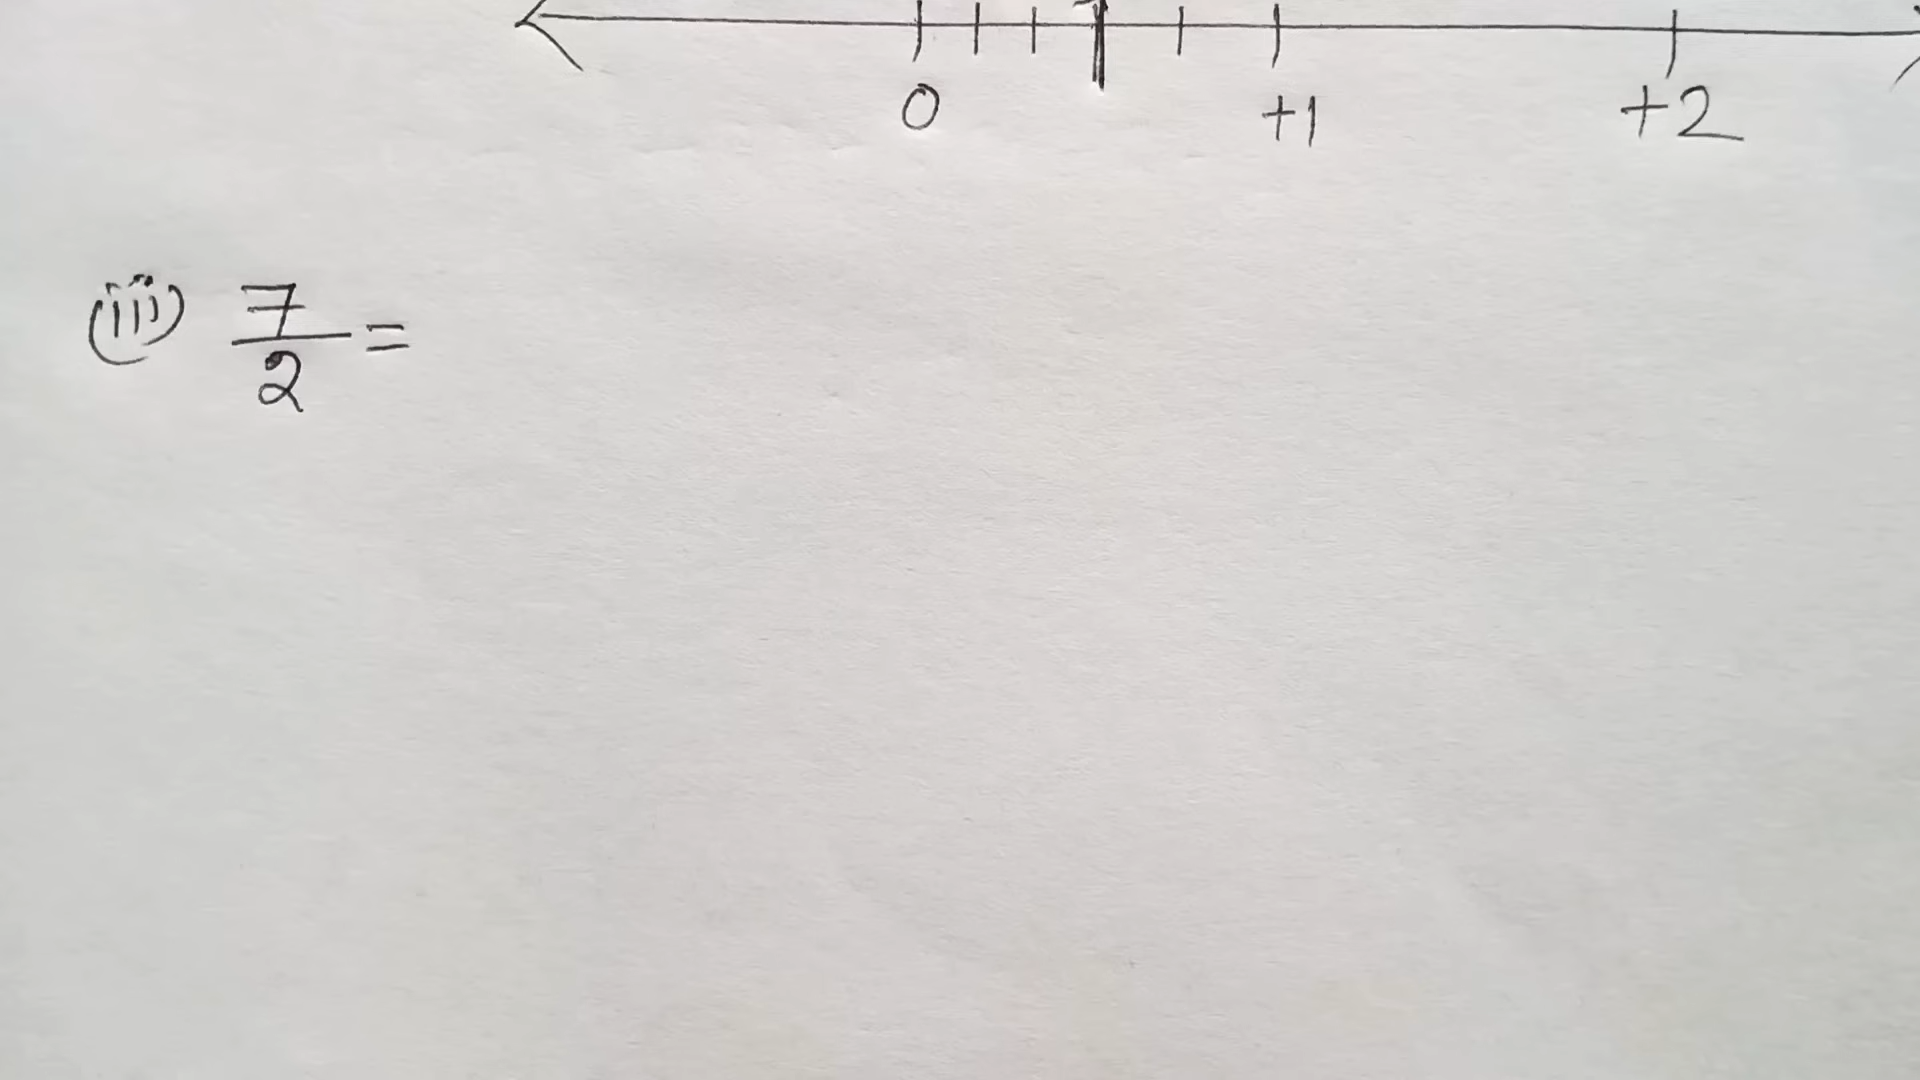 0 +1 +2
(iii) 7/2 =